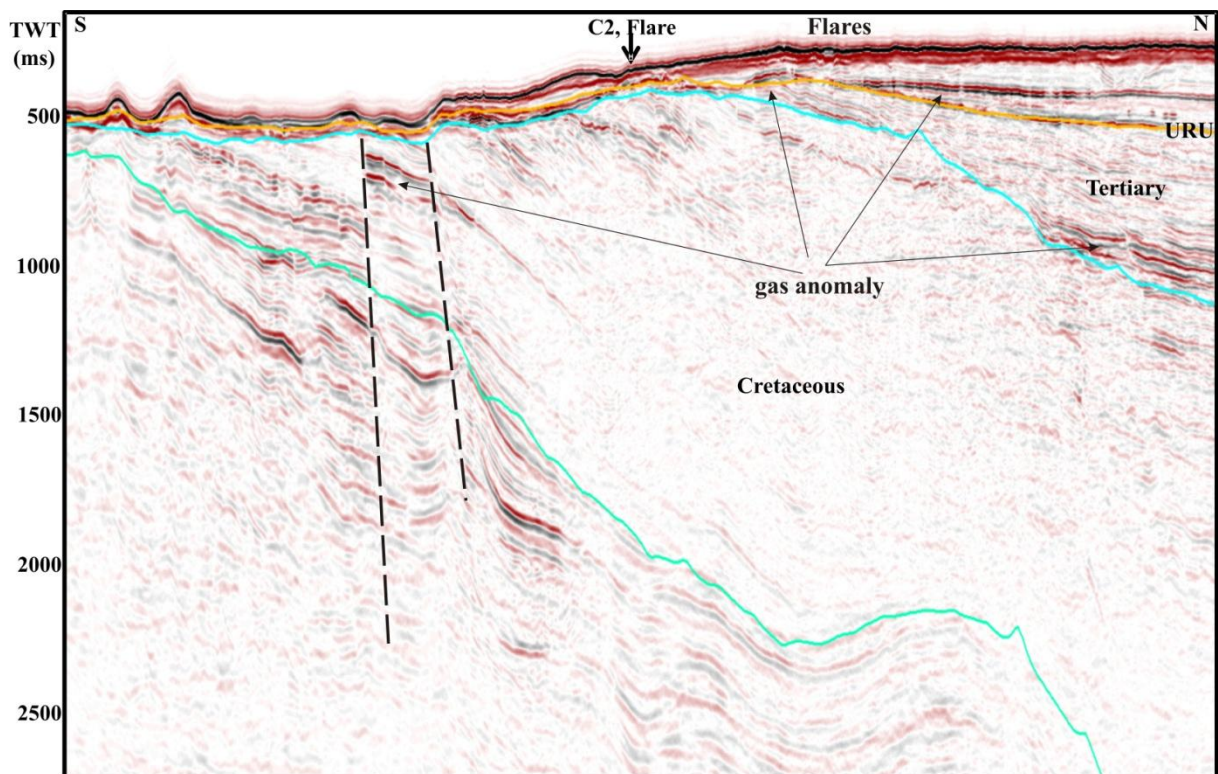 TWT
(ms)
S
C2, Flare
Flares
N
500
URU
Tertiary
1000
gas anomaly
Cretaceous
1500
2000
2500